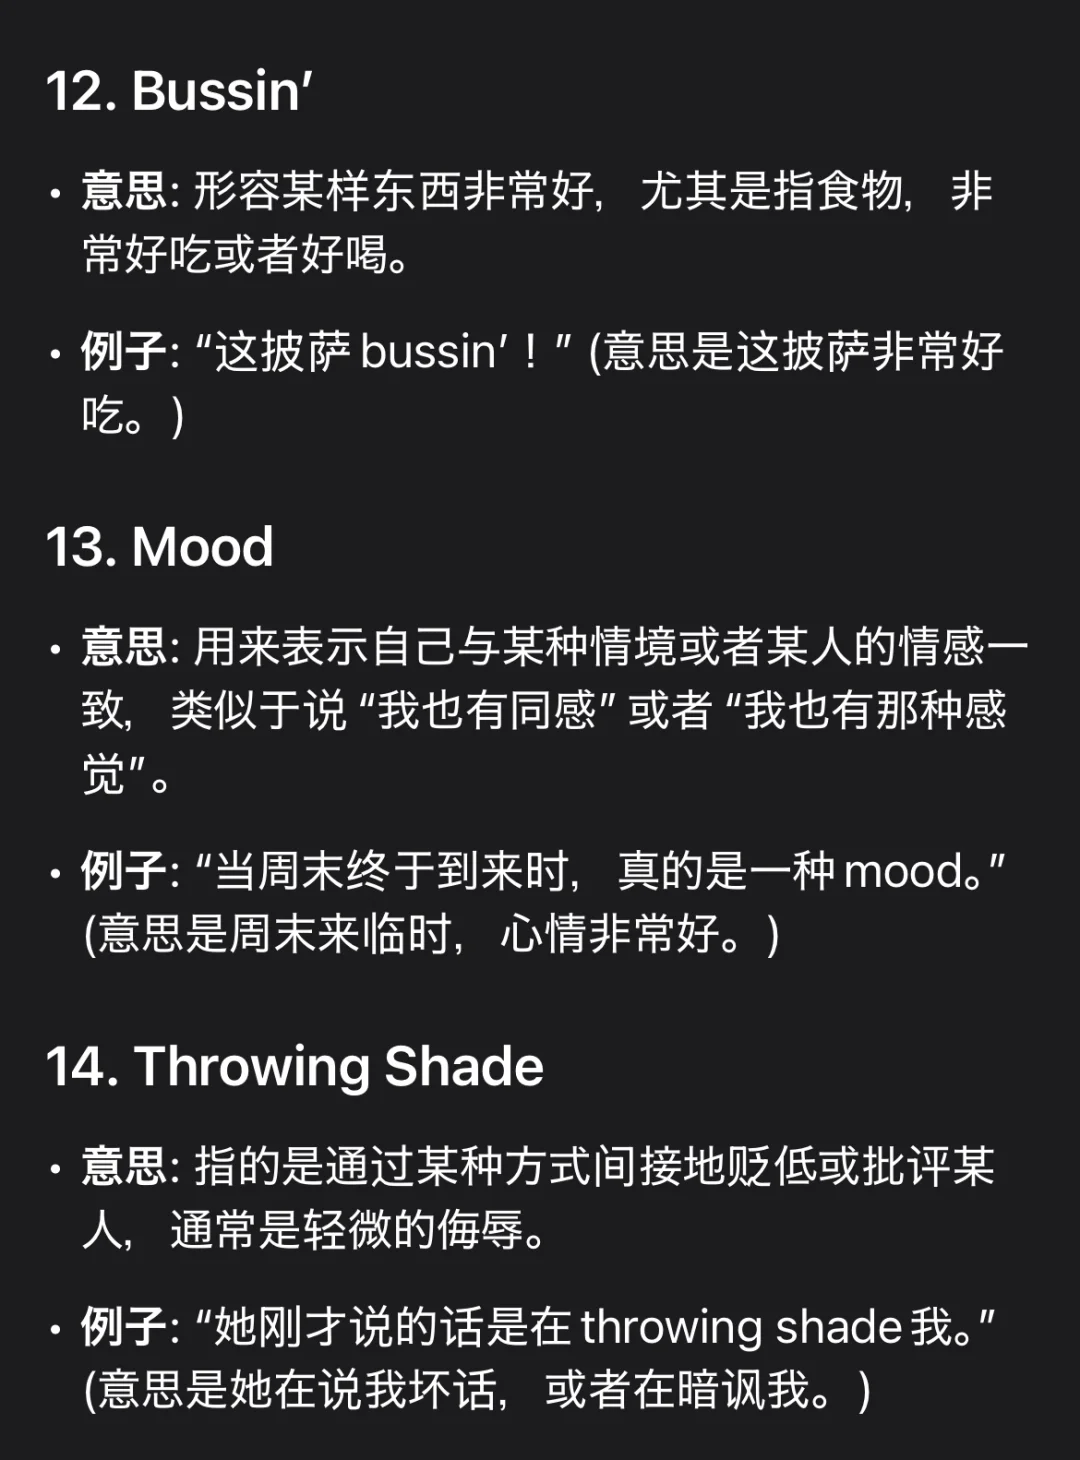 12. Bussin’
• 意思: 形容某样东西非常好, 尤其是指食物, 非
常好吃或者好喝。
• 例子: “这披萨 bussin’！” (意思是这披萨非常好
吃。)
13. Mood
• 意思: 用来表示自己与某种情境或者某人的情感一
致, 类似于说 “我也有同感” 或者 “我也有那种感
觉”。
• 例子: “当周末终于到来时, 真的是一种 mood。”
(意思是周末来临时, 心情非常好。)
14. Throwing Shade
• 意思: 指的是通过某种方式间接地贬低或批评某
人, 通常是轻微的侮辱。
• 例子: “她刚才说的话是在 throwing shade 我。”
(意思是她在说我坏话, 或者在暗讽我。)